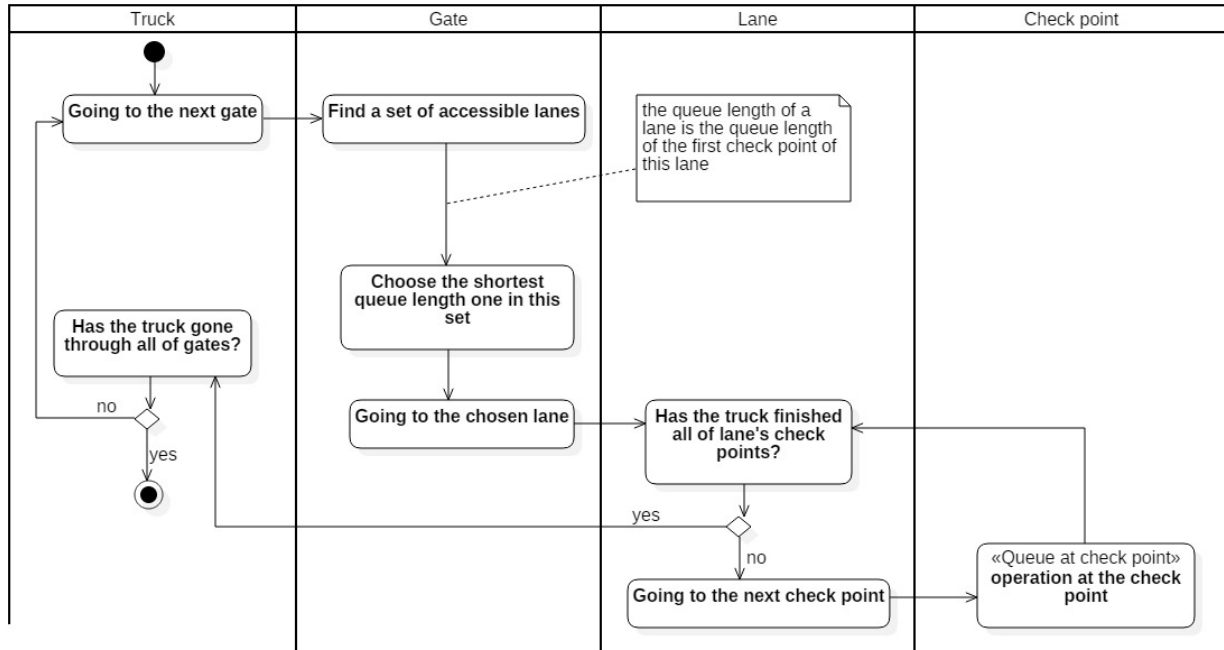 Truck
Gate
Lane
Check point
Going to the next gate
Find a set of accessible lanes
the queue length of a
lane is the queue length
of the first check point of
this lane
Choose the shortest
queue length one in this
set
Has the truck gone
through all of gates?
no
yes
Going to the chosen lane
Has the truck finished
all of lane's check
points?
yes
no
Going to the next check point
«Queue at check point»
operation at the check
point